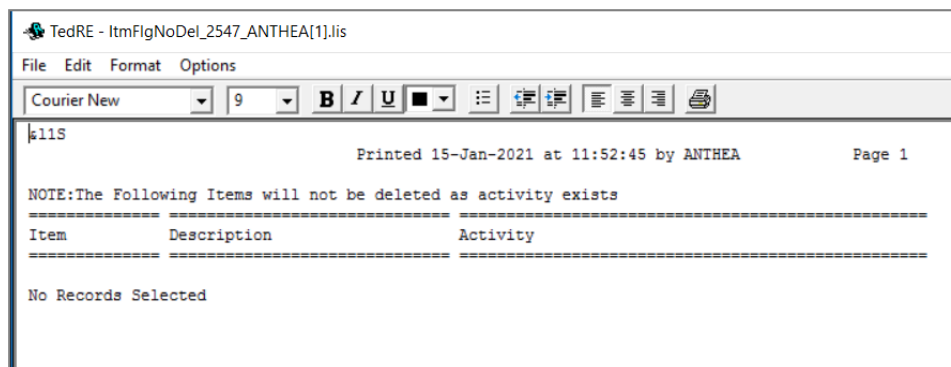 TedRE - ItmFlgNoDel_2547_ANTHEA[1].lis
File Edit Format Options
Courier New 9 B I U
&l1S
Printed 15-Jan-2021 at 11:52:45 by ANTHEA Page 1
NOTE:The Following Items will not be deleted as activity exists
============== ============================== ==================================================
Item Description Activity
============== ============================== ==================================================
No Records Selected